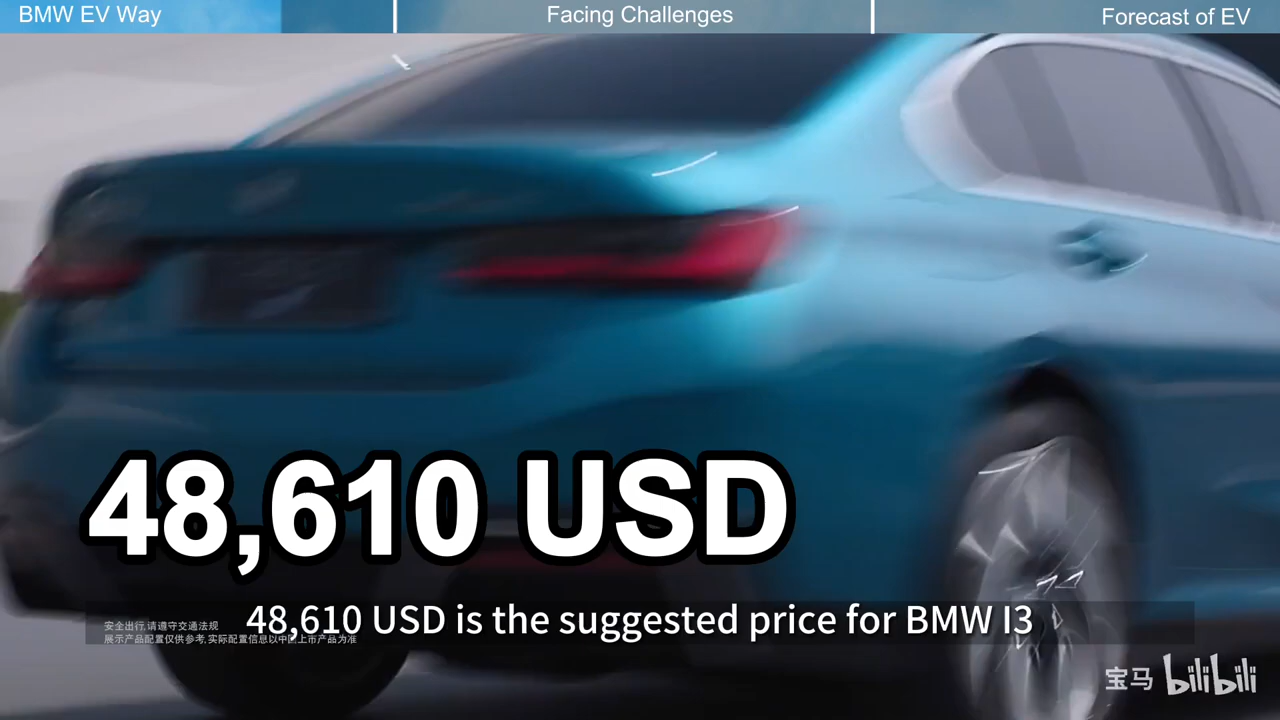 BMW EV Way
Facing Challenges
Forecast of EV
48,610 USD
48,610 USD is the suggested price for BMW I3
安全出行,请遵守交通法规
展示产品配置仅供参考,实际配置信息以中国上市产品为准
宝马 bilibili